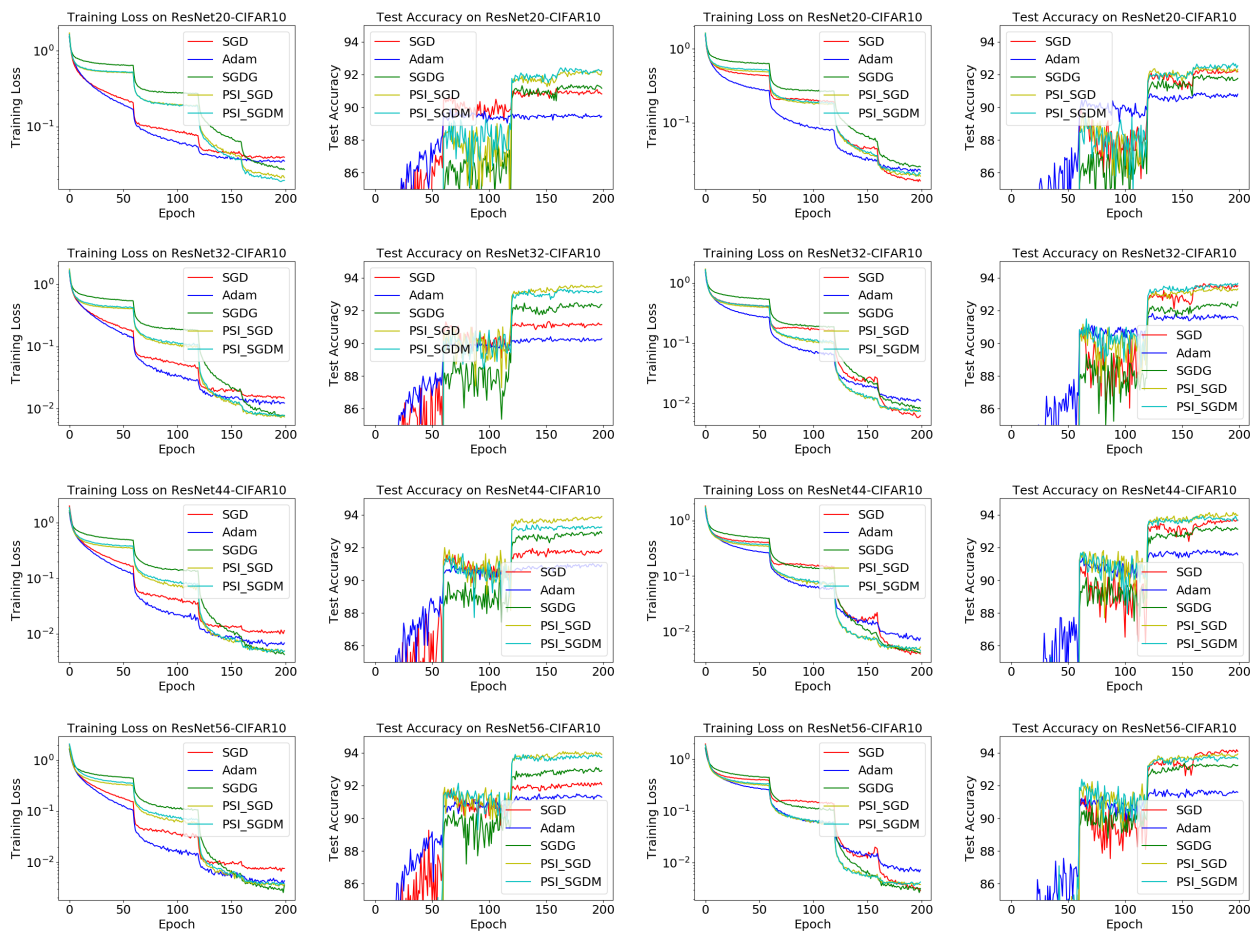 Training Loss on ResNet20-CIFAR10
Training Loss
10⁰
10⁻¹
SGD
Adam
SGDG
PSI_SGD
PSI_SGDM
0 50 100 150 200
Epoch
Test Accuracy on ResNet20-CIFAR10
Test Accuracy
94
92
90
88
86
SGD
Adam
SGDG
PSI_SGD
PSI_SGDM
0 50 100 150 200
Epoch
Training Loss on ResNet20-CIFAR10
Training Loss
10⁰
10⁻¹
SGD
Adam
SGDG
PSI_SGD
PSI_SGDM
0 50 100 150 200
Epoch
Test Accuracy on ResNet20-CIFAR10
Test Accuracy
94
92
90
88
86
SGD
Adam
SGDG
PSI_SGD
PSI_SGDM
0 50 100 150 200
Epoch
Training Loss on ResNet32-CIFAR10
Training Loss
10⁰
10⁻¹
10⁻²
SGD
Adam
SGDG
PSI_SGD
PSI_SGDM
0 50 100 150 200
Epoch
Test Accuracy on ResNet32-CIFAR10
Test Accuracy
94
92
90
88
86
SGD
Adam
SGDG
PSI_SGD
PSI_SGDM
0 50 100 150 200
Epoch
Training Loss on ResNet32-CIFAR10
Training Loss
10⁰
10⁻¹
10⁻²
SGD
Adam
SGDG
PSI_SGD
PSI_SGDM
0 50 100 150 200
Epoch
Test Accuracy on ResNet32-CIFAR10
Test Accuracy
94
92
90
88
86
SGD
Adam
SGDG
PSI_SGD
PSI_SGDM
0 50 100 150 200
Epoch
Training Loss on ResNet44-CIFAR10
Training Loss
10⁰
10⁻¹
10⁻²
SGD
Adam
SGDG
PSI_SGD
PSI_SGDM
0 50 100 150 200
Epoch
Test Accuracy on ResNet44-CIFAR10
Test Accuracy
94
92
90
88
86
SGD
Adam
SGDG
PSI_SGD
PSI_SGDM
0 50 100 150 200
Epoch
Training Loss on ResNet44-CIFAR10
Training Loss
10⁰
10⁻¹
10⁻²
SGD
Adam
SGDG
PSI_SGD
PSI_SGDM
0 50 100 150 200
Epoch
Test Accuracy on ResNet44-CIFAR10
Test Accuracy
94
92
90
88
86
SGD
Adam
SGDG
PSI_SGD
PSI_SGDM
0 50 100 150 200
Epoch
Training Loss on ResNet56-CIFAR10
Training Loss
10⁰
10⁻¹
10⁻²
SGD
Adam
SGDG
PSI_SGD
PSI_SGDM
0 50 100 150 200
Epoch
Test Accuracy on ResNet56-CIFAR10
Test Accuracy
94
92
90
88
86
SGD
Adam
SGDG
PSI_SGD
PSI_SGDM
0 50 100 150 200
Epoch
Training Loss on ResNet56-CIFAR10
Training Loss
10⁰
10⁻¹
10⁻²
SGD
Adam
SGDG
PSI_SGD
PSI_SGDM
0 50 100 150 200
Epoch
Test Accuracy on ResNet56-CIFAR10
Test Accuracy
94
92
90
88
86
SGD
Adam
SGDG
PSI_SGD
PSI_SGDM
0 50 100 150 200
Epoch